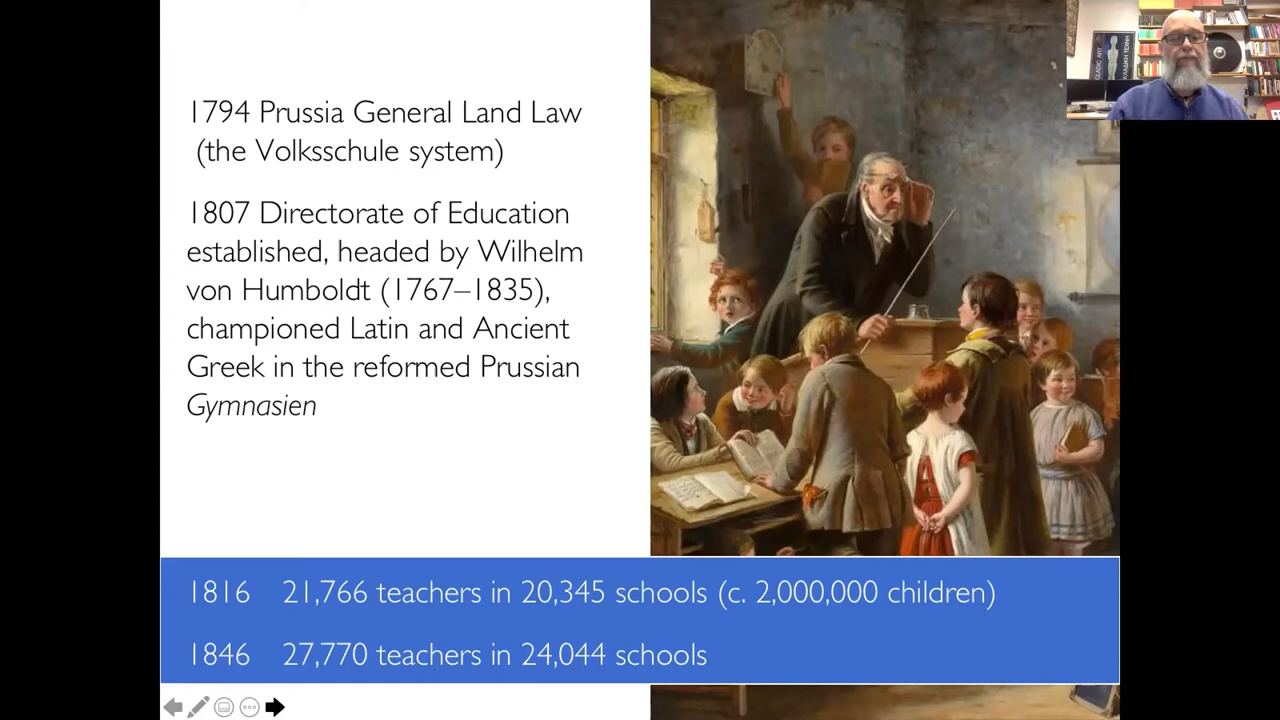 1794 Prussia General Land Law
(the Volksschule system)
1807 Directorate of Education
established, headed by Wilhelm
von Humboldt (1767–1835),
championed Latin and Ancient
Greek in the reformed Prussian
Gymnasien
1816 21,766 teachers in 20,345 schools (c. 2,000,000 children)
1846 27,770 teachers in 24,044 schools